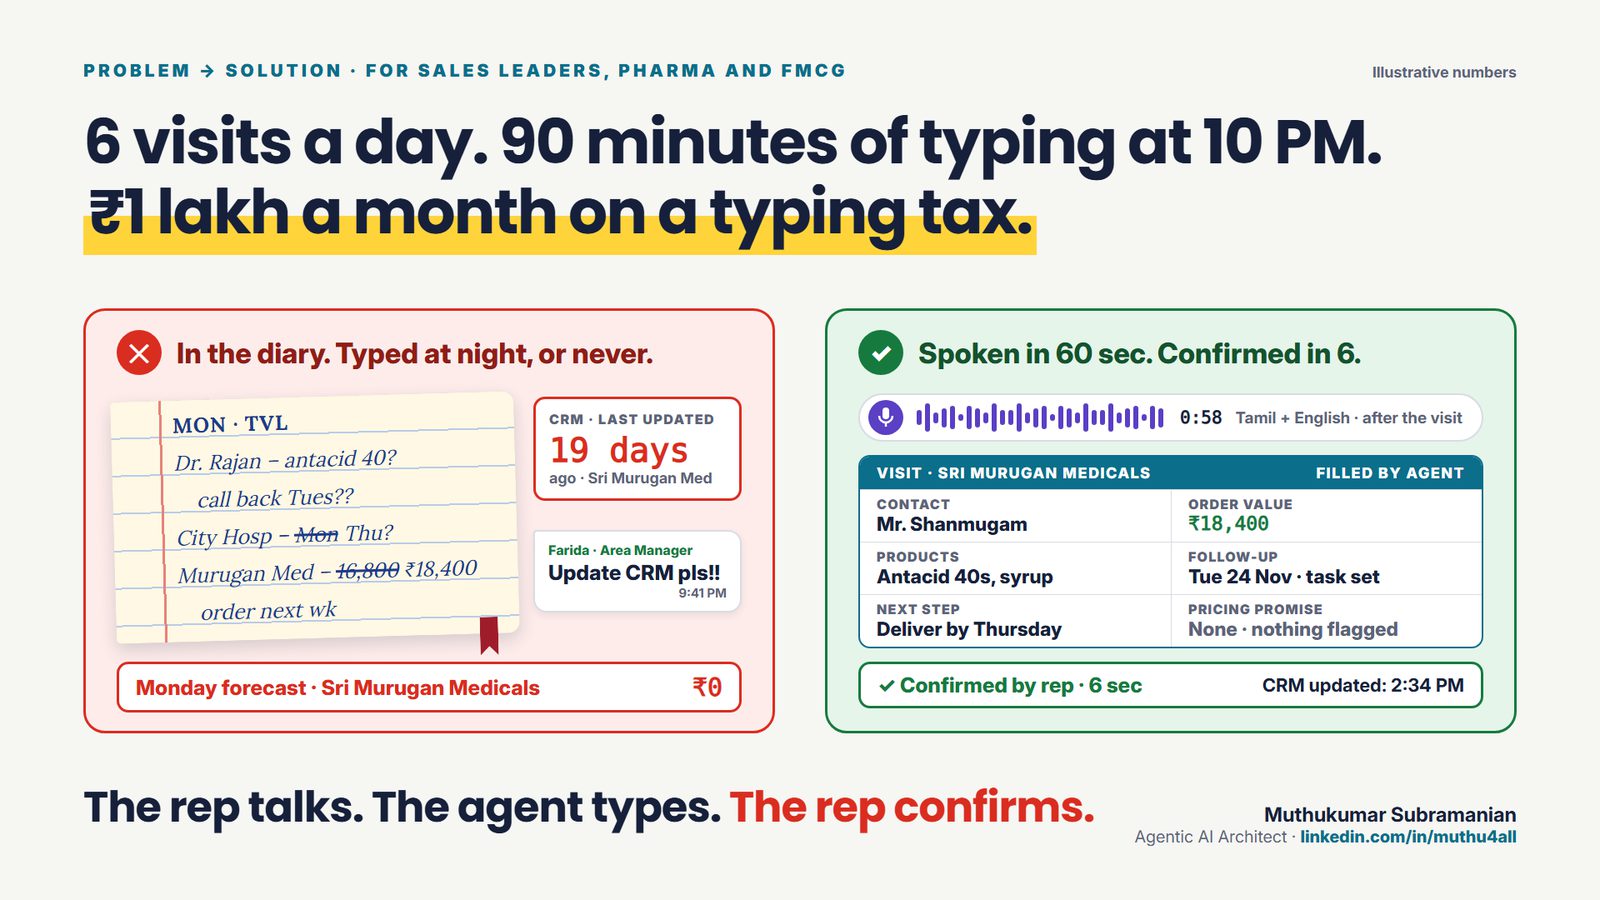 PROBLEM → SOLUTION · FOR SALES LEADERS, PHARMA AND FMCG
Illustrative numbers
6 visits a day. 90 minutes of typing at 10 PM.
₹1 lakh a month on a typing tax.
In the diary. Typed at night, or never.
MON · TVL
Dr. Rajan – antacid 40?
call back Tues??
City Hosp – Mon Thu?
Murugan Med – 16,800 ₹18,400
order next wk
CRM · LAST UPDATED
19 days
ago · Sri Murugan Med
Farida · Area Manager
Update CRM pls!!
9:41 PM
Monday forecast · Sri Murugan Medicals ₹0
Spoken in 60 sec. Confirmed in 6.
0:58 Tamil + English · after the visit
VISIT · SRI MURUGAN MEDICALS FILLED BY AGENT
CONTACT
Mr. Shanmugam
ORDER VALUE
₹18,400
PRODUCTS
Antacid 40s, syrup
FOLLOW-UP
Tue 24 Nov · task set
NEXT STEP
Deliver by Thursday
PRICING PROMISE
None · nothing flagged
✓ Confirmed by rep · 6 sec CRM updated: 2:34 PM
The rep talks. The agent types. The rep confirms.
Muthukumar Subramanian
Agentic AI Architect · linkedin.com/in/muthu4all